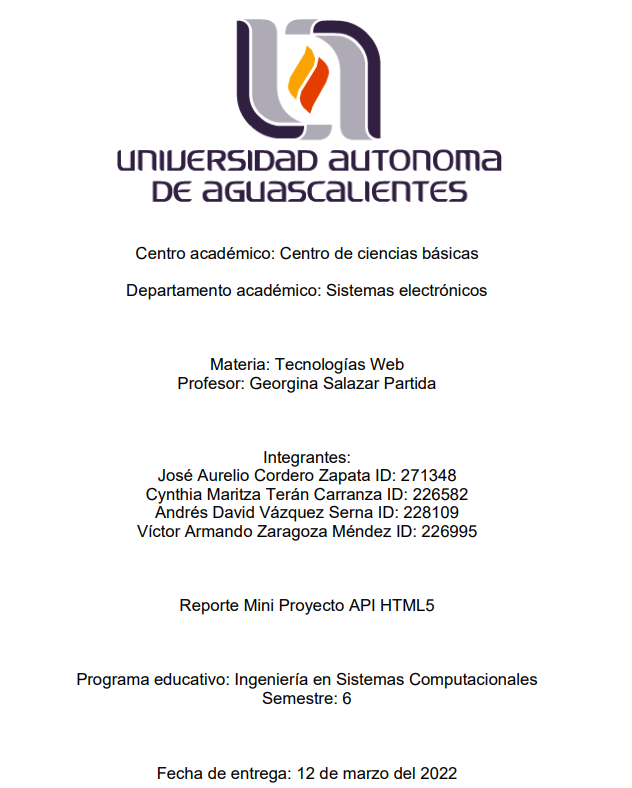 UNIVERSIDAD AUTONOMA
DE AGUASCALIENTES
Centro académico: Centro de ciencias básicas
Departamento académico: Sistemas electrónicos
Materia: Tecnologías Web
Profesor: Georgina Salazar Partida
Integrantes:
José Aurelio Cordero Zapata ID: 271348
Cynthia Maritza Terán Carranza ID: 226582
Andrés David Vázquez Serna ID: 228109
Víctor Armando Zaragoza Méndez ID: 226995
Reporte Mini Proyecto API HTML5
Programa educativo: Ingeniería en Sistemas Computacionales
Semestre: 6
Fecha de entrega: 12 de marzo del 2022